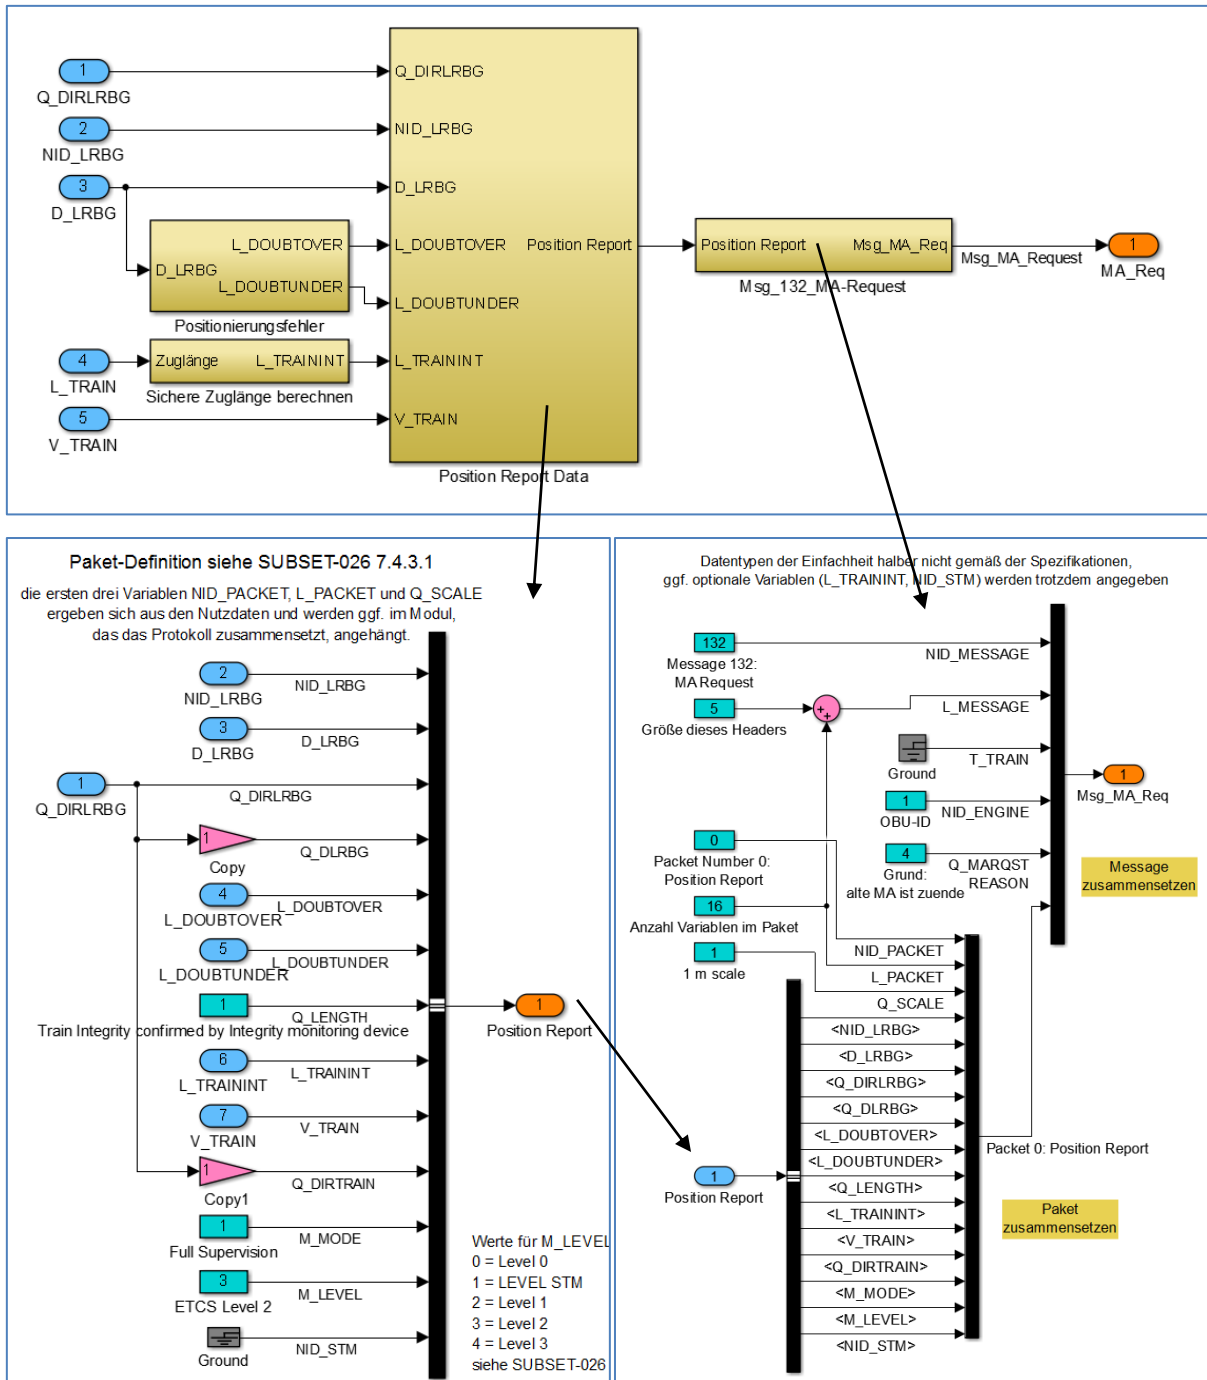 1
Q_DIRLRBG
Q_DIRLRBG
2
NID_LRBG
NID_LRBG
3
D_LRBG
D_LRBG
L_DOUBTOVER
D_LRBG
L_DOUBTUNDER
Positionierungsfehler
L_DOUBTOVER
Position Report
L_DOUBTUNDER
4
L_TRAIN
Zuglänge
L_TRAININT
Sichere Zuglänge berechnen
L_TRAININT
5
V_TRAIN
V_TRAIN
Position Report Data
Position Report
Msg_MA_Req
Msg_132_MA-Request
Msg_MA_Request
1
MA_Req
Paket-Definition siehe SUBSET-026 7.4.3.1
die ersten drei Variablen NID_PACKET, L_PACKET und Q_SCALE
ergeben sich aus den Nutzdaten und werden ggf. im Modul,
das das Protokoll zusammensetzt, angehängt.
2
NID_LRBG
NID_LRBG
3
D_LRBG
D_LRBG
1
Q_DIRLRBG
Q_DIRLRBG
1
Copy
Q_DLRBG
4
L_DOUBTOVER
L_DOUBTOVER
5
L_DOUBTUNDER
L_DOUBTUNDER
1
Q_LENGTH
Train Integrity confirmed by Integrity monitoring device
1
Position Report
6
L_TRAININT
L_TRAININT
7
V_TRAIN
V_TRAIN
1
Copy1
Q_DIRTRAIN
1
Full Supervision
M_MODE
3
ETCS Level 2
M_LEVEL
Ground
NID_STM
Werte für M_LEVEL
0 = Level 0
1 = LEVEL STM
2 = Level 1
3 = Level 2
4 = Level 3
siehe SUBSET-026
Datentypen der Einfachheit halber nicht gemäß der Spezifikationen,
ggf. optionale Variablen (L_TRAININT, NID_STM) werden trotzdem angegeben
132
Message 132:
MA Request
NID_MESSAGE
5
Größe dieses Headers
+
+
L_MESSAGE
Ground
T_TRAIN
1
OBU-ID
NID_ENGINE
4
Grund:
alte MA ist zuende
Q_MARQST
REASON
1
Msg_MA_Req
Message
zusammensetzen
0
Packet Number 0:
Position Report
16
Anzahl Variablen im Paket
1
1 m scale
NID_PACKET
L_PACKET
Q_SCALE
<NID_LRBG>
<D_LRBG>
<Q_DIRLRBG>
<Q_DLRBG>
<L_DOUBTOVER>
<L_DOUBTUNDER>
<Q_LENGTH>
<L_TRAININT>
<V_TRAIN>
<Q_DIRTRAIN>
<M_MODE>
<M_LEVEL>
<NID_STM>
1
Position Report
Packet 0: Position Report
Paket
zusammensetzen